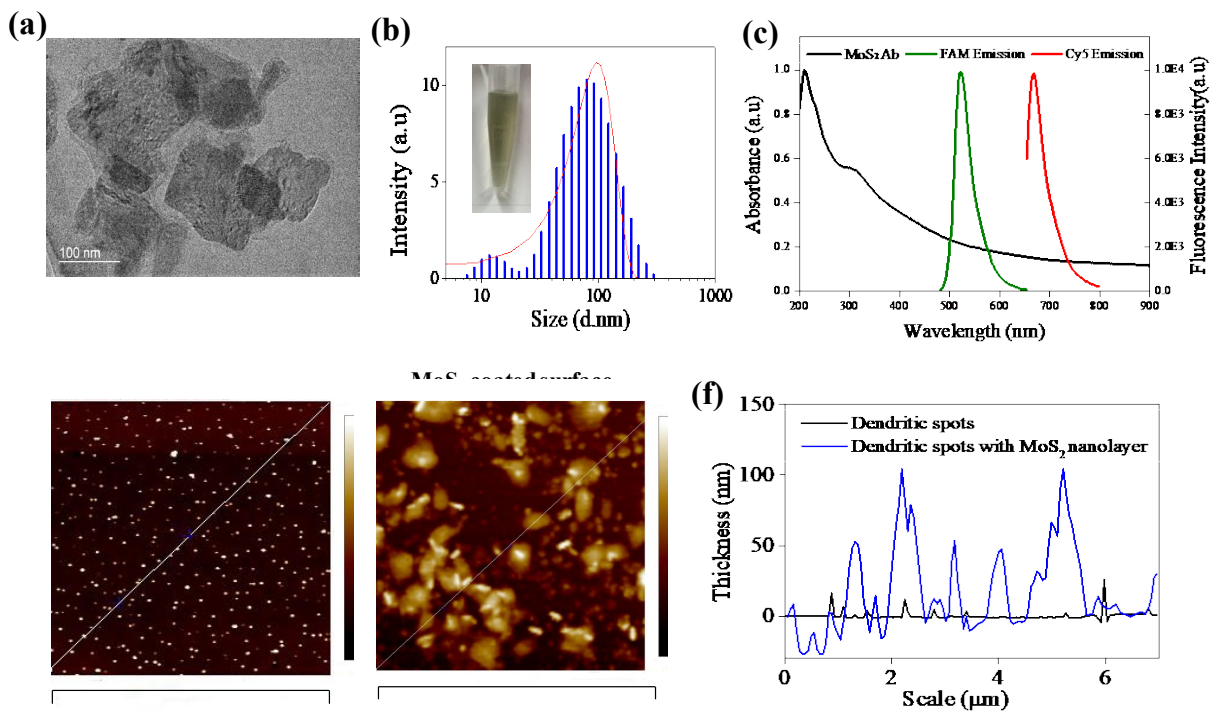 (a)
100 nm
(b)
Intensity (a.u)
10
5
0
10
100
1000
Size (d.nm)
(c)
MoS₂Ab FAM Emission Cy5 Emission
Absorbance (a.u)
1.0
0.8
0.6
0.4
0.2
0.0
200 300 400 500 600 700 800 900
Wavelength (nm)
1.0E4
8.0E3
6.0E3
4.0E3
2.0E3
0.0
Fluorescence Intensity(a.u)
MoS₂ coated surface
(f)
Dendritic spots
Dendritic spots with MoS₂ nanolayer
Thickness (nm)
150
100
50
0
0 2 4 6
Scale (μm)